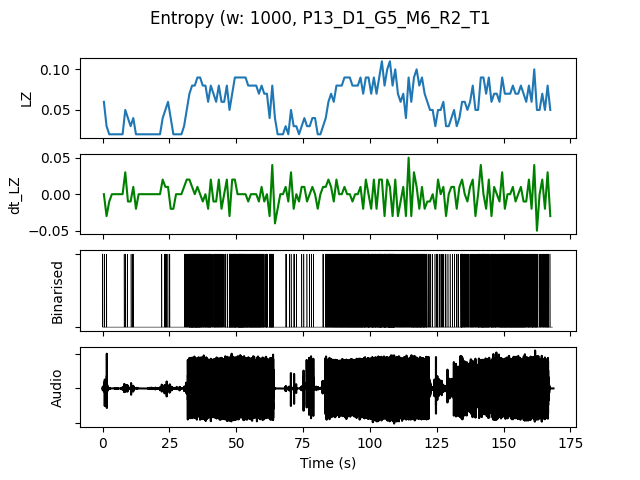 Entropy (w: 1000, P13_D1_G5_M6_R2_T1
0.10
0.05
LZ
0.05
0.00
−0.05
dt_LZ
Binarised
Audio
0 25 50 75 100 125 150 175
Time (s)